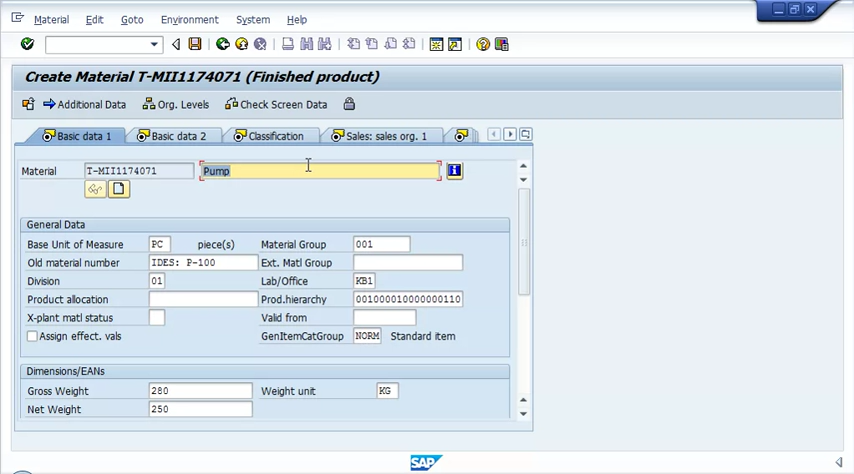 Material Edit Goto Environment System Help
Create Material T-MII1174071 (Finished product)
Additional Data Org. Levels Check Screen Data
Basic data 1 Basic data 2 Classification Sales: sales org. 1
Material T-MII1174071 Pump
General Data
Base Unit of Measure PC piece(s) Material Group 001
Old material number IDES: P-100 Ext. Matl Group
Division 01 Lab/Office KB1
Product allocation Prod.hierarchy 001000010000000110
X-plant matl status Valid from
Assign effect. vals GenItemCatGroup NORM Standard item
Dimensions/EANs
Gross Weight 280 Weight unit KG
Net Weight 250
SAP